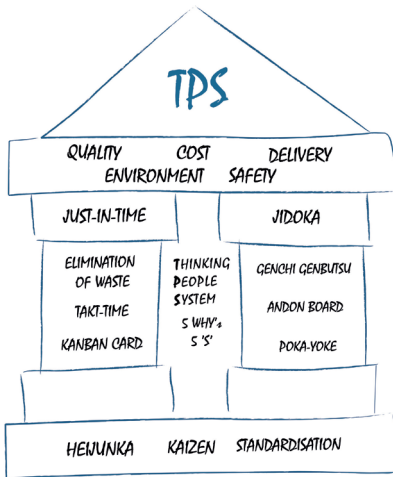 TPS
QUALITY COST DELIVERY
ENVIRONMENT SAFETY
JUST-IN-TIME
JIDOKA
ELIMINATION
OF WASTE
TAKT-TIME
KANBAN CARD
THINKING
PEOPLE
SYSTEM
5 WHY's
5 'S'
GENCHI GENBUTSU
ANDON BOARD
POKA-YOKE
HEIJUNKA KAIZEN STANDARDISATION